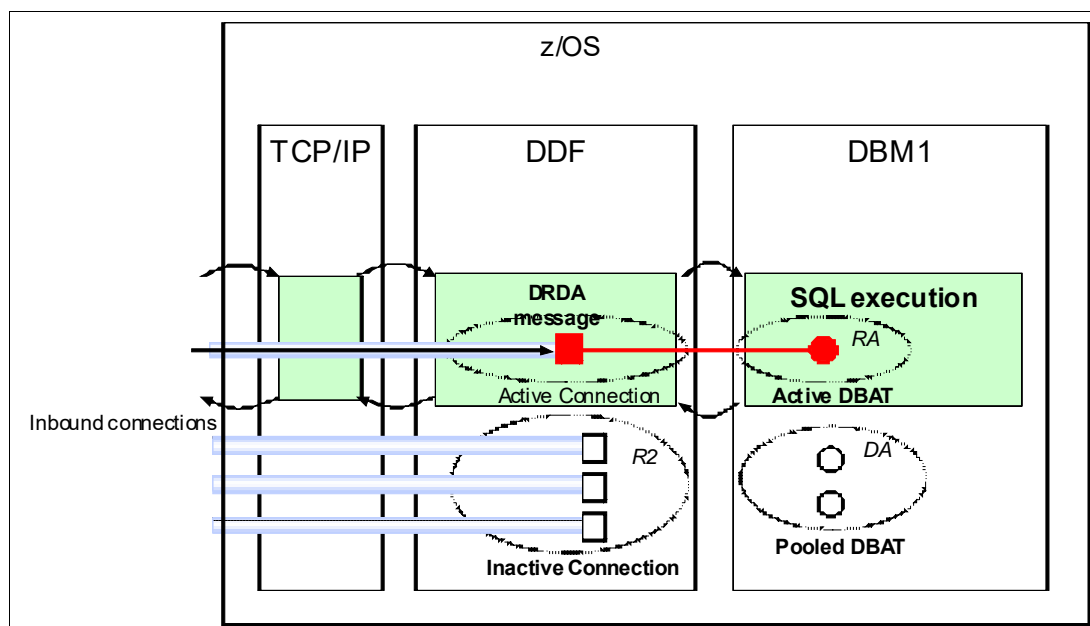 z/OS
TCP/IP
DDF
DBM1
DRDA
message
SQL execution
RA
Active Connection
Active DBAT
Inbound connections
R2
DA
Inactive Connection
Pooled DBAT